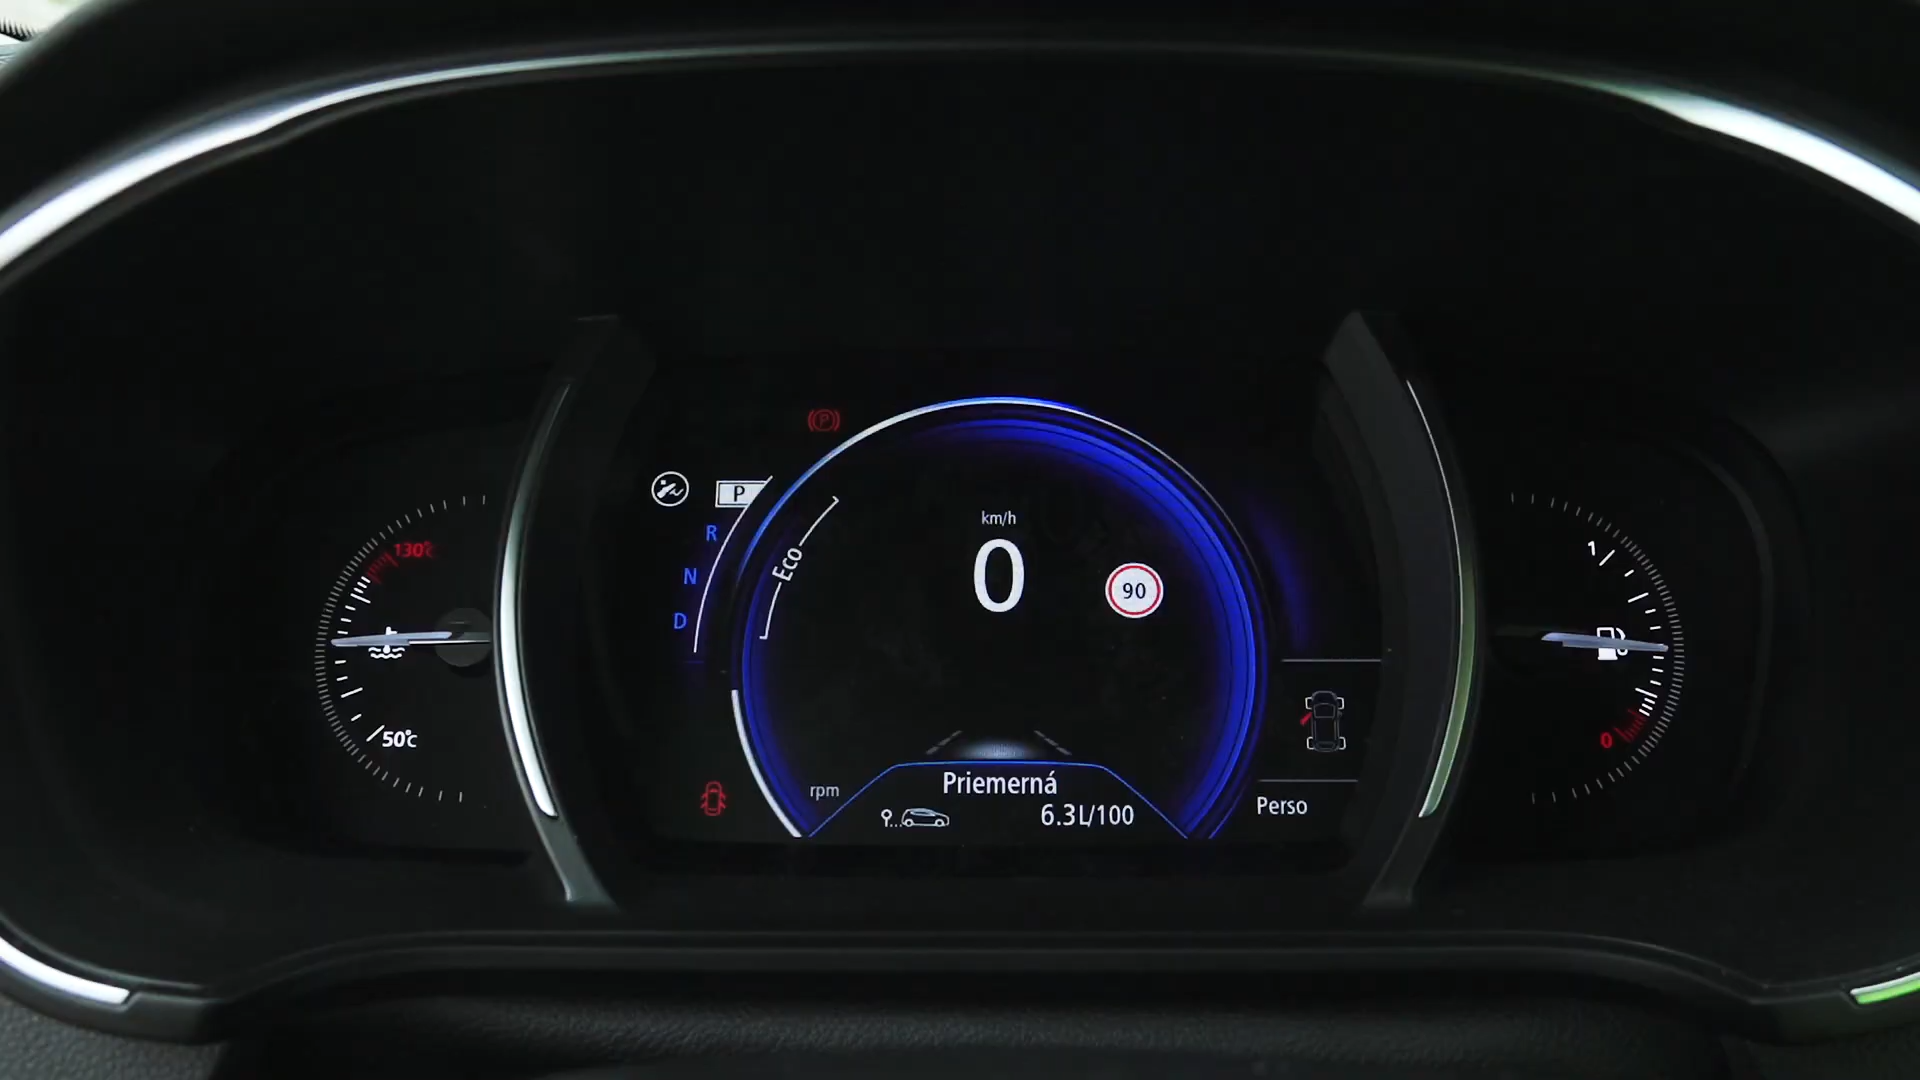 P
P
R
N
D
130°C
50°C
Eco
km/h
0
90
rpm
Priemerná
6.3L/100
Perso
1
0